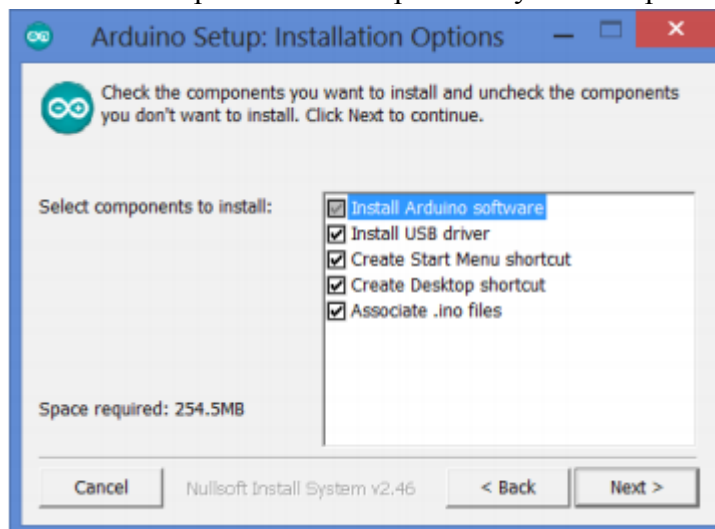 Arduino Setup: Installation Options
Check the components you want to install and uncheck the components
you don't want to install. Click Next to continue.
Select components to install:
Install Arduino software
Install USB driver
Create Start Menu shortcut
Create Desktop shortcut
Associate .ino files
Space required: 254.5MB
Cancel
Nullsoft Install System v2.46
< Back
Next >